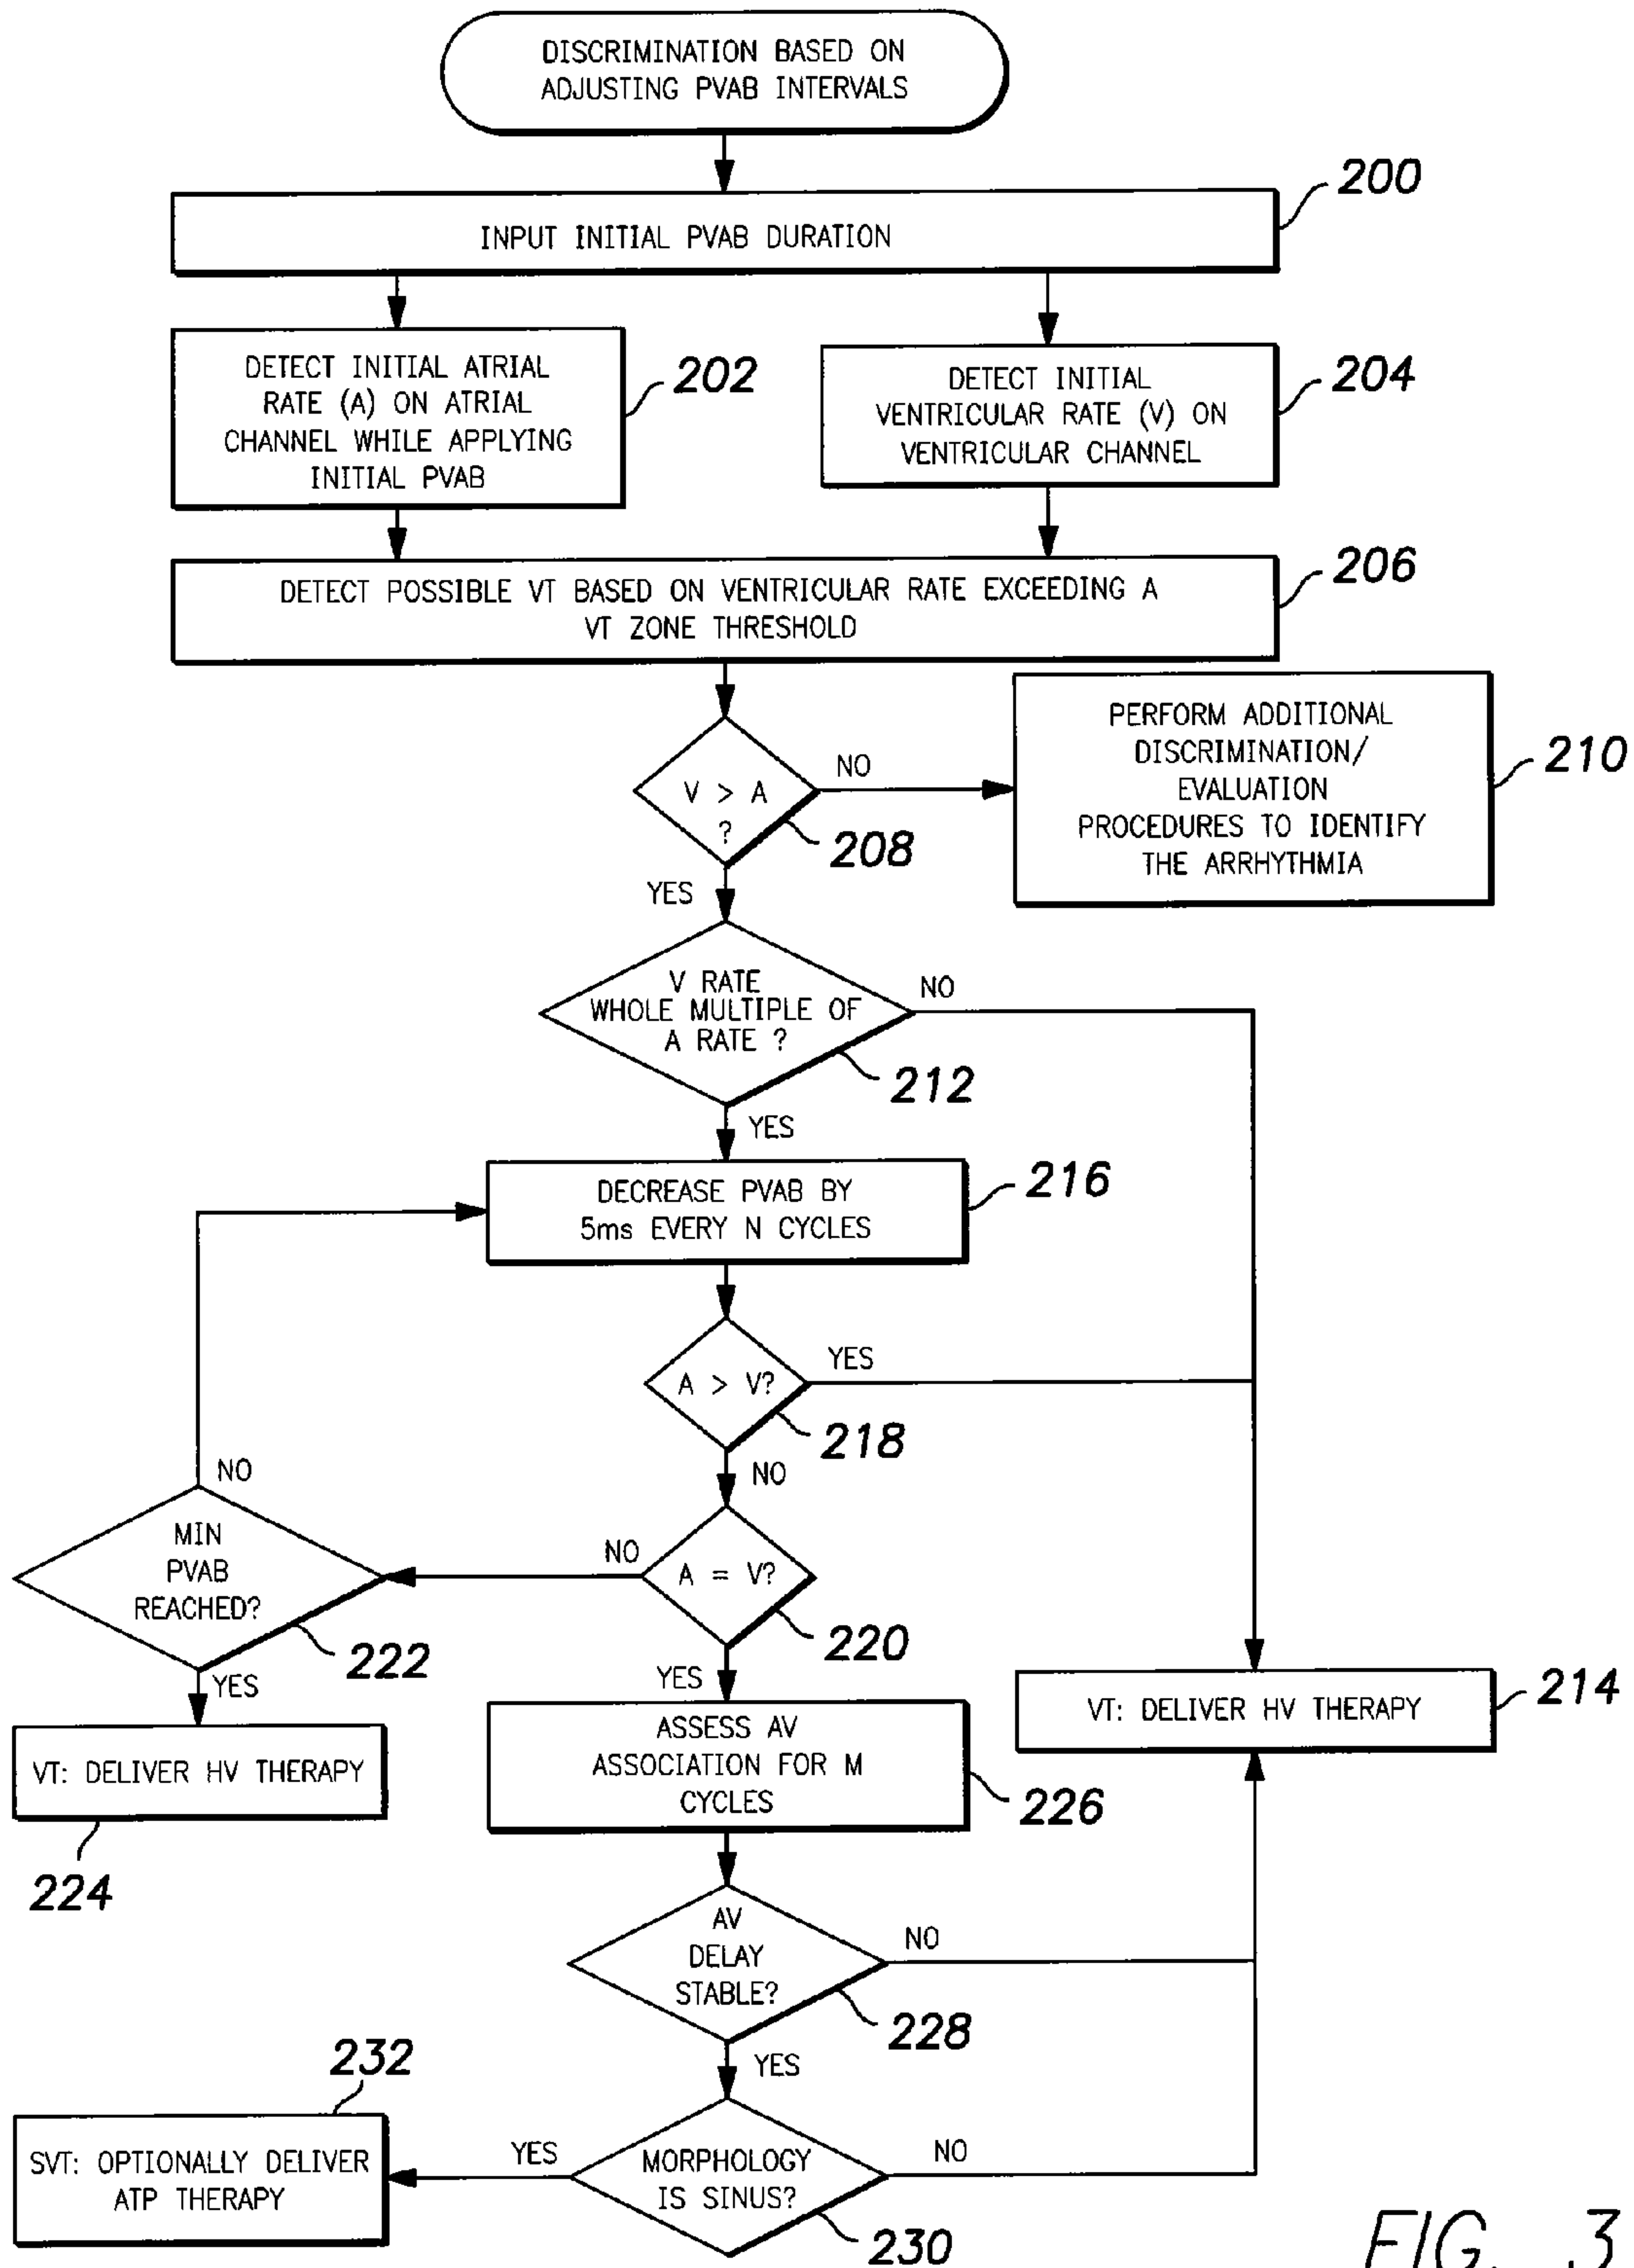 DISCRIMINATION BASED ON
ADJUSTING PVAB INTERVALS
200
INPUT INITIAL PVAB DURATION
DETECT INITIAL ATRIAL
RATE (A) ON ATRIAL
CHANNEL WHILE APPLYING
INITIAL PVAB
202
DETECT INITIAL
VENTRICULAR RATE (V) ON
VENTRICULAR CHANNEL
204
DETECT POSSIBLE VT BASED ON VENTRICULAR RATE EXCEEDING A
VT ZONE THRESHOLD
206
V > A
?
208
NO
YES
PERFORM ADDITIONAL
DISCRIMINATION/
EVALUATION
PROCEDURES TO IDENTIFY
THE ARRHYTHMIA
210
V RATE
WHOLE MULTIPLE OF
A RATE ?
212
NO
YES
DECREASE PVAB BY
5ms EVERY N CYCLES
216
A > V?
218
YES
NO
A = V?
220
NO
YES
MIN
PVAB
REACHED?
222
NO
YES
VT: DELIVER HV THERAPY
224
VT: DELIVER HV THERAPY
214
ASSESS AV
ASSOCIATION FOR M
CYCLES
226
AV
DELAY
STABLE?
228
NO
YES
MORPHOLOGY
IS SINUS?
230
NO
YES
232
SVT: OPTIONALLY DELIVER
ATP THERAPY
FIG. 3